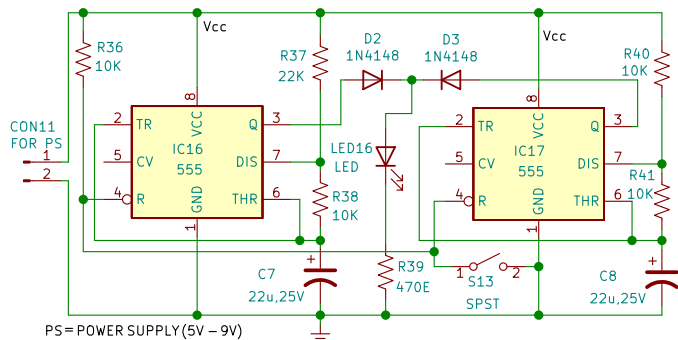 Vcc
R36
10K
R37
22K
D2
1N4148
D3
1N4148
Vcc
R40
10K
CON11
FOR PS
1
2
2
TR
8
VCC
Q
3
5
CV
IC16
555
DIS
7
4
R
GND
THR
6
1
LED16
LED
2
TR
8
VCC
Q
3
5
CV
IC17
555
DIS
7
4
R
GND
THR
6
1
R38
10K
R41
10K
+
C7
22u,25V
R39
470E
1
2
S13
SPST
+
C8
22u,25V
PS=POWER SUPPLY(5V-9V)